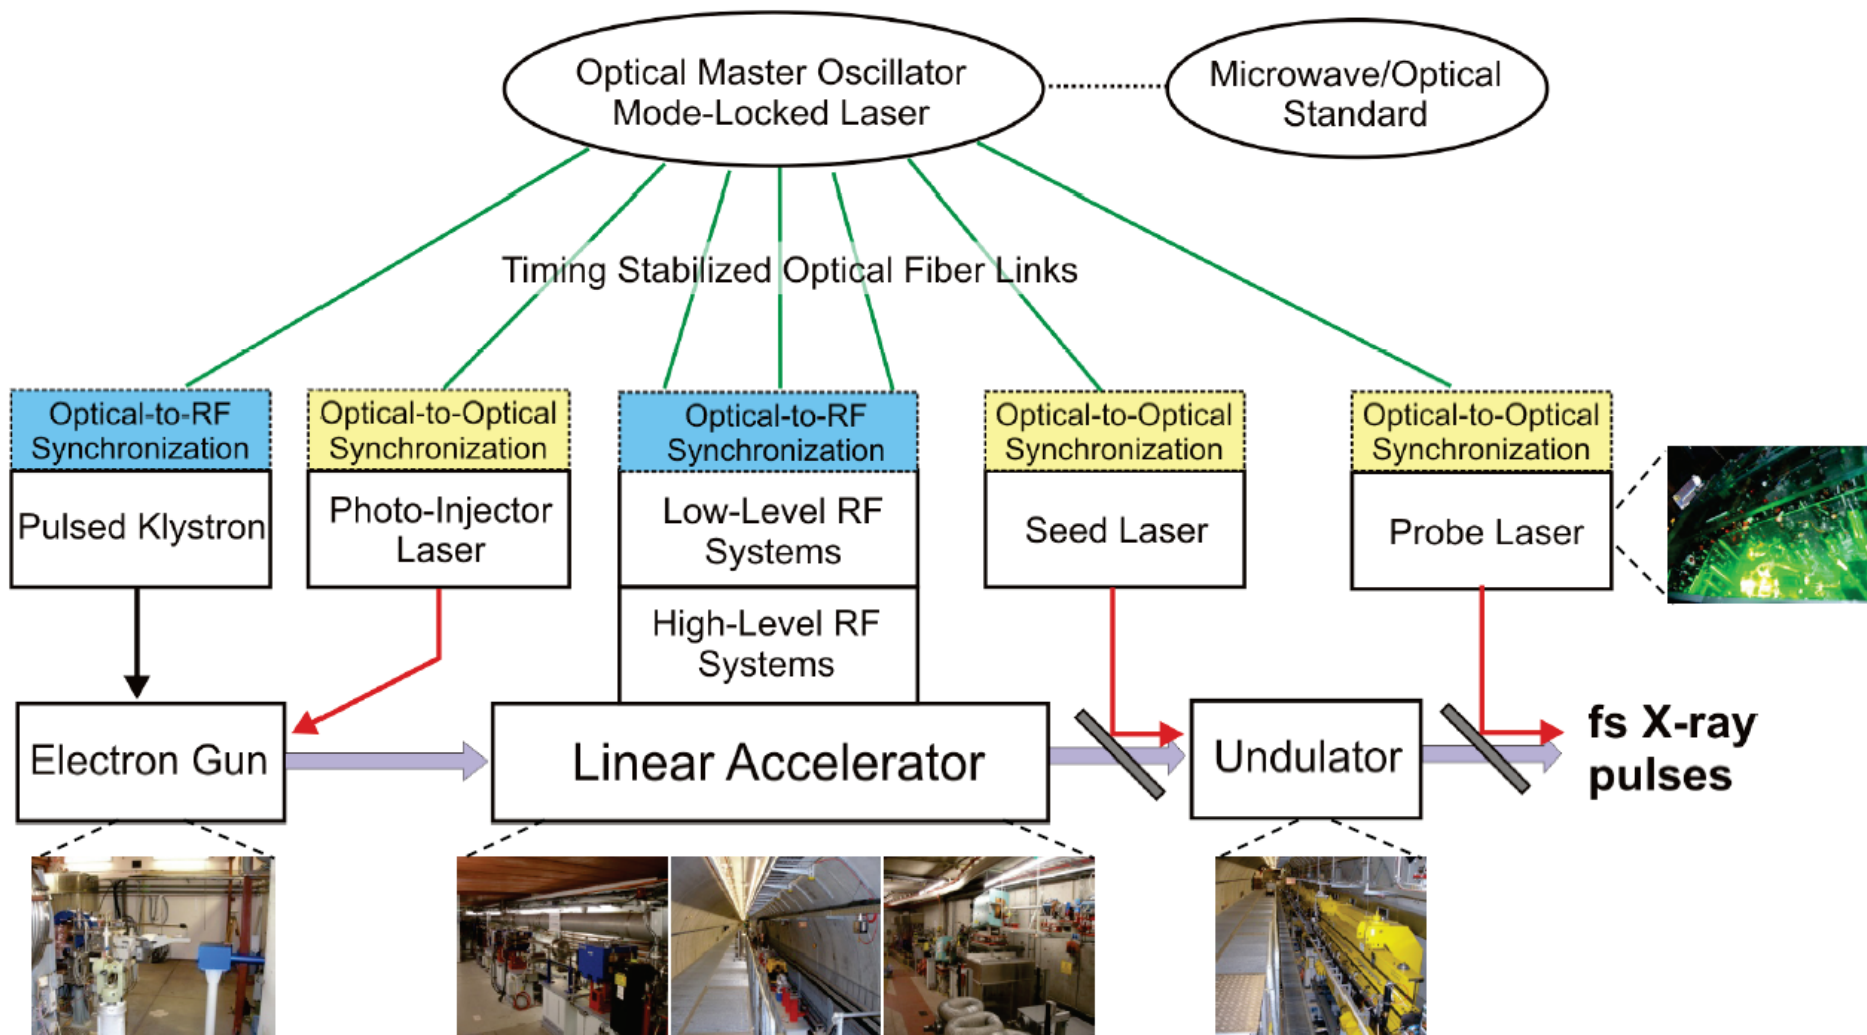 Optical Master Oscillator
Mode-Locked Laser
Microwave/Optical
Standard
Timing Stabilized Optical Fiber Links
Optical-to-RF
Synchronization
Pulsed Klystron
Optical-to-Optical
Synchronization
Photo-Injector
Laser
Optical-to-RF
Synchronization
Low-Level RF
Systems
High-Level RF
Systems
Optical-to-Optical
Synchronization
Seed Laser
Optical-to-Optical
Synchronization
Probe Laser
Electron Gun
Linear Accelerator
Undulator
fs X-ray
pulses